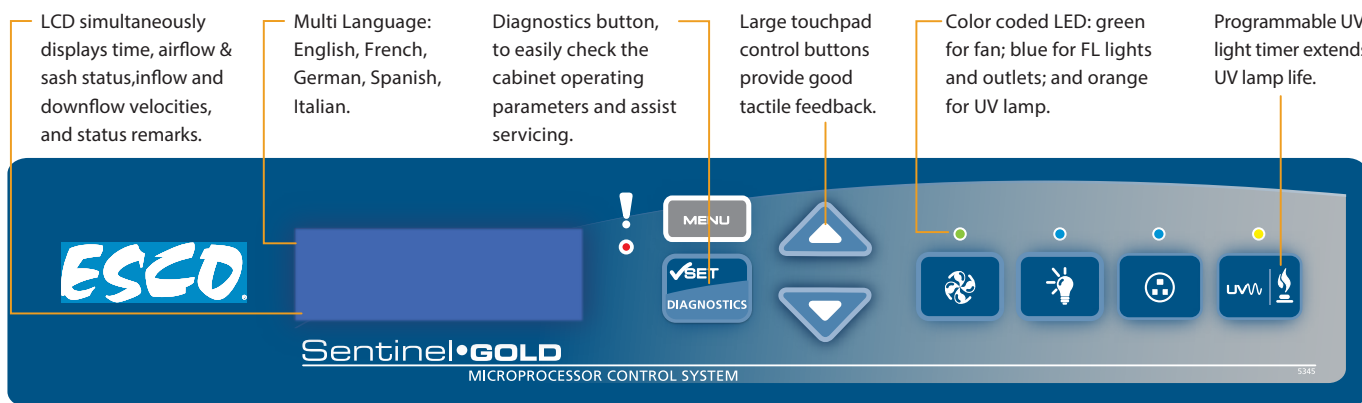 LCD simultaneously
displays time, airflow &
sash status,inflow and
downflow velocities,
and status remarks.
Multi Language:
English, French,
German, Spanish,
Italian.
Diagnostics button,
to easily check the
cabinet operating
parameters and assist
servicing.
Large touchpad
control buttons
provide good
tactile feedback.
Color coded LED: green
for fan; blue for FL lights
and outlets; and orange
for UV lamp.
Programmable UV
light timer extends
UV lamp life.
ESCO
!
MENU
✓SET
DIAGNOSTICS
UV
Sentinel•GOLD
MICROPROCESSOR CONTROL SYSTEM
5345